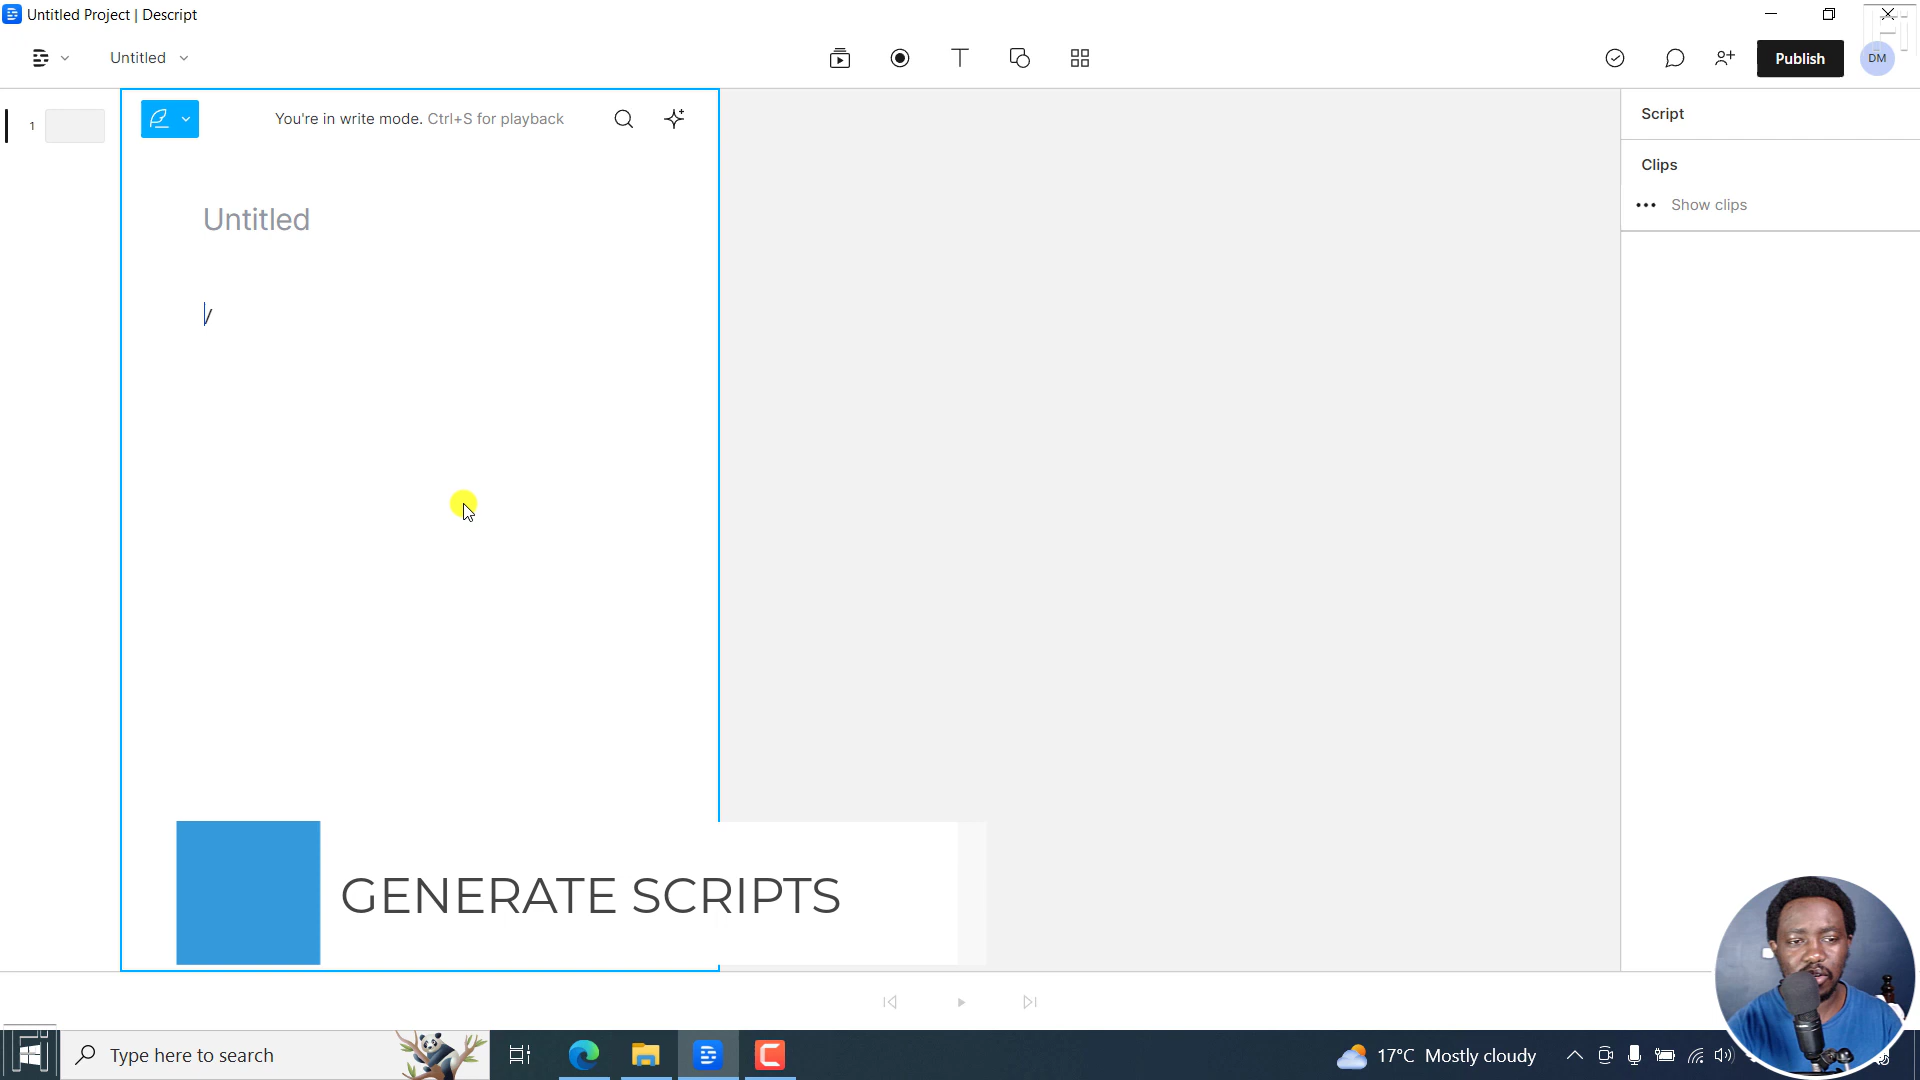 Untitled Project | Descript
Untitled
Publish
DM
1
You're in write mode. Ctrl+S for playback
Script
Clips
Show clips
Untitled
/
GENERATE SCRIPTS
Type here to search
17°C Mostly cloudy